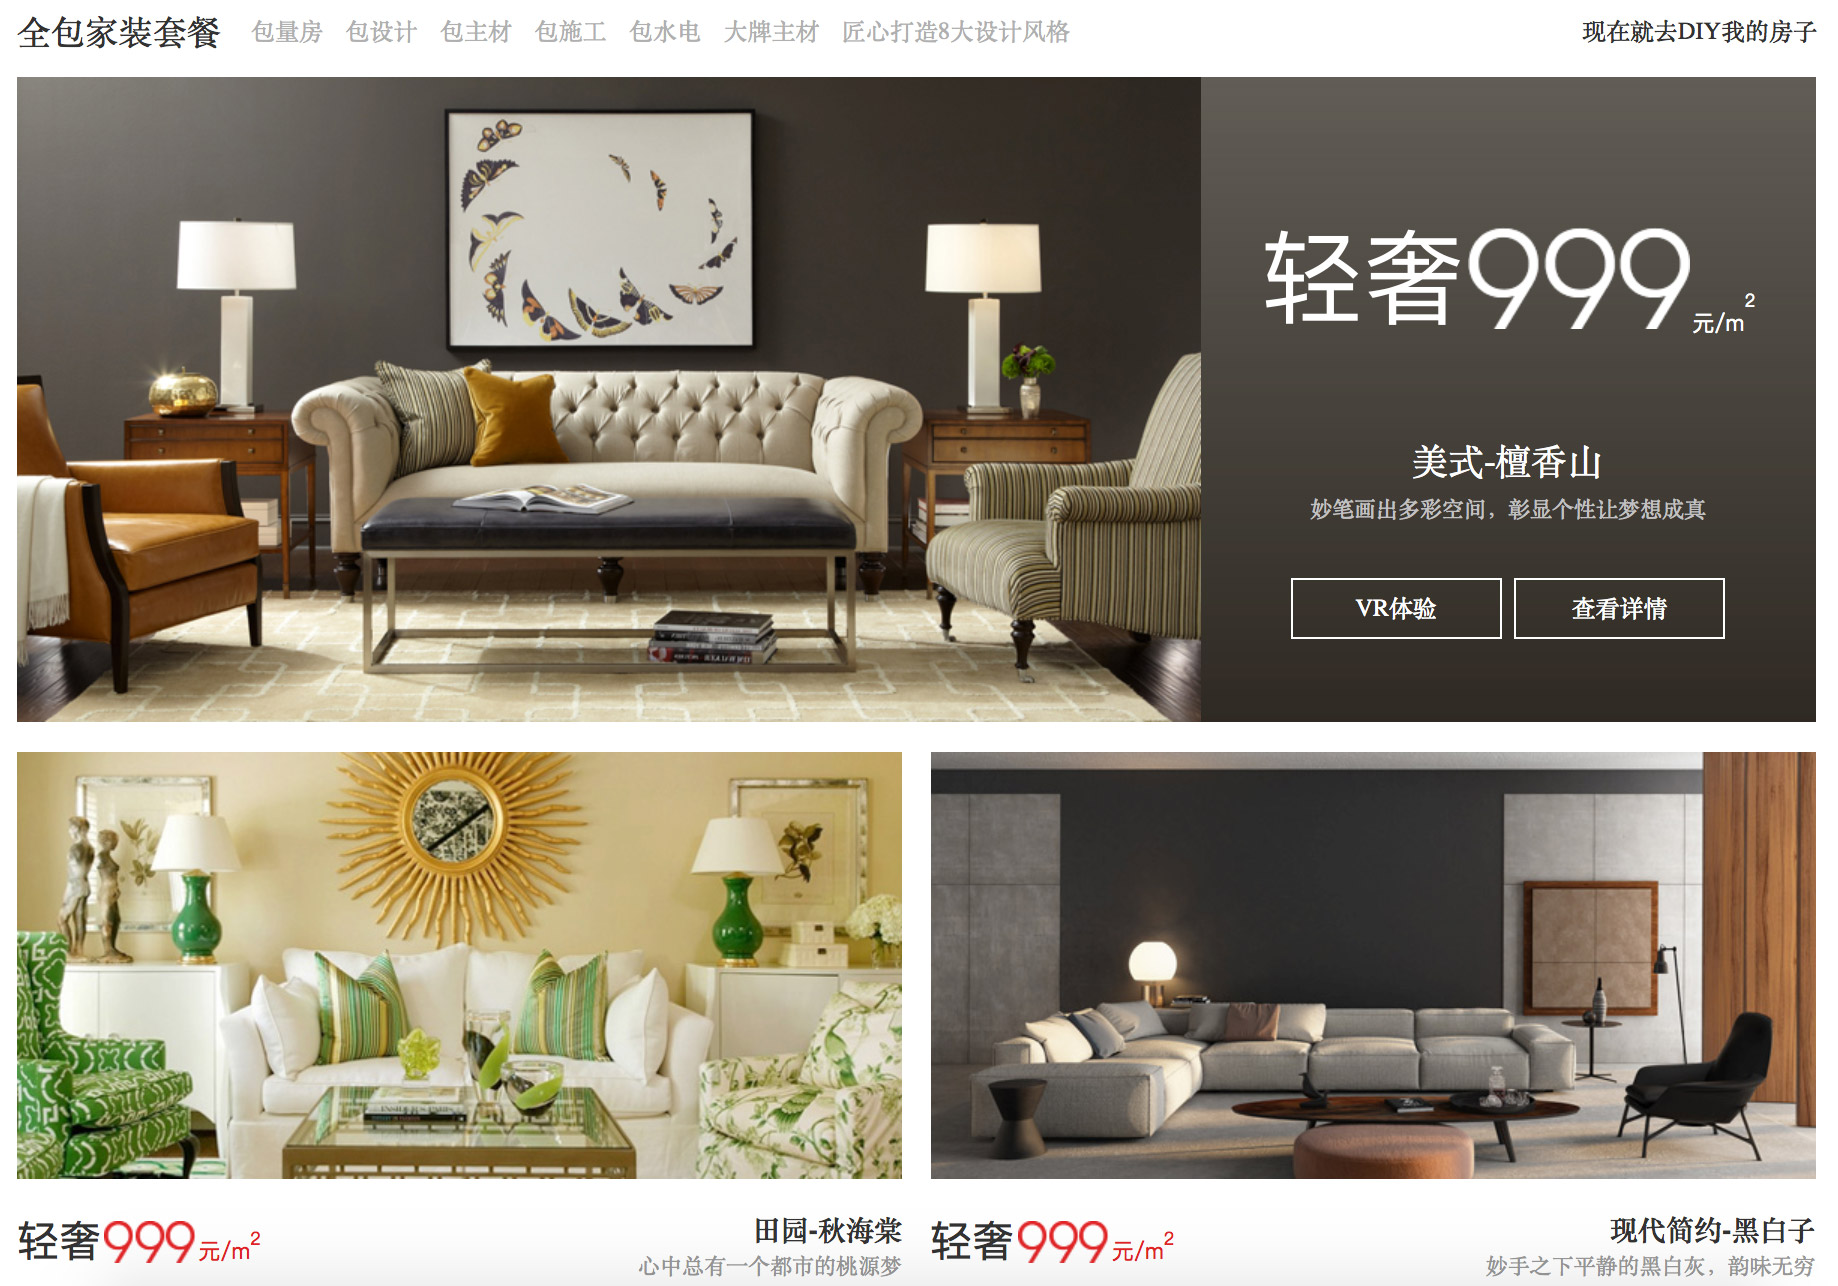 全包家装套餐 包量房 包设计 包主材 包施工 包水电 大牌主材 匠心打造8大设计风格 现在就去DIY我的房子
轻奢999元/m²
美式-檀香山
妙笔画出多彩空间，彰显个性让梦想成真
VR体验 查看详情
轻奢999元/m²
田园-秋海棠
心中总有一个都市的桃源梦
轻奢999元/m²
现代简约-黑白子
妙手之下平静的黑白灰，韵味无穷